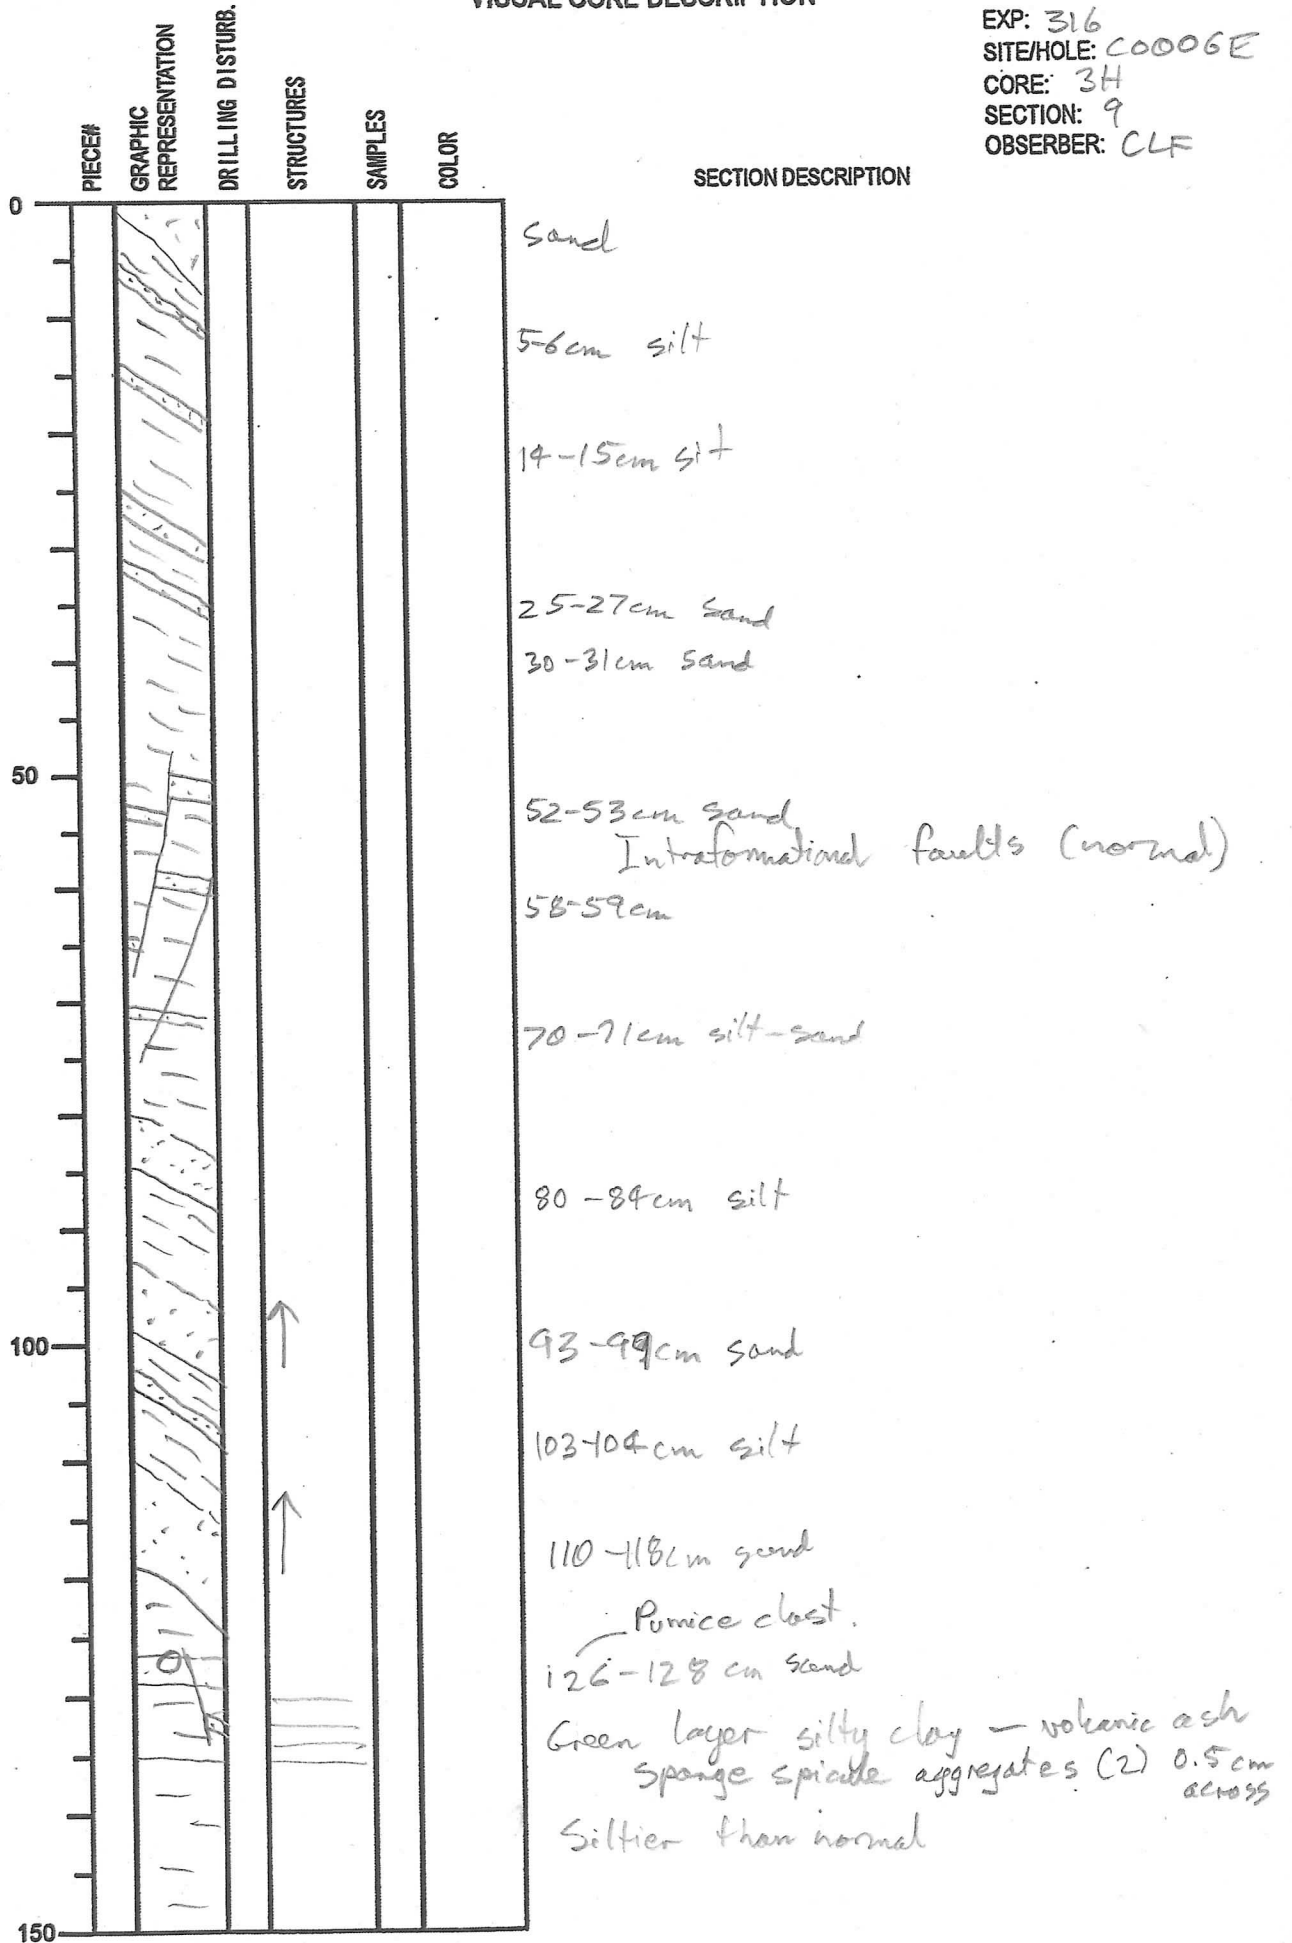 VISUAL CORE DESCRIPTION
EXP: 316
SITE/HOLE: C0006E
CORE: 3H
SECTION: 9
OBSERBER: CLF
PIECE#
GRAPHIC REPRESENTATION
DRILLING DISTURB.
STRUCTURES
SAMPLES
COLOR
SECTION DESCRIPTION
0
Sand
5-6cm silt
14-15cm sit
25-27cm Sand
30-31cm Sand
50
52-53cm sand
Intraformational faults (normal)
58-59cm
70-71cm silt-sand
80-84cm silt
100
93-99cm sand
103-104cm silt
110-118cm sand
Pumice clast.
126-128 cm sand
Green layer silty clay — volcanic ash
Sponge spicule aggregates (2) 0.5cm
across
Siltier than normal
150